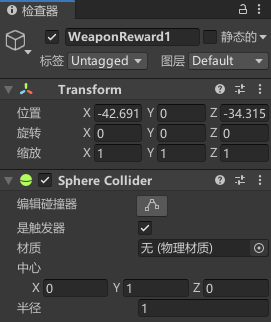 检查器
WeaponReward1 静态的
标签 Untagged 图层 Default
Transform
位置 X -42.691 Y 0 Z -34.315
旋转 X 0 Y 0 Z 0
缩放 X 1 Y 1 Z 1
Sphere Collider
编辑碰撞器
是触发器
材质 无 (物理材质)
中心
X 0 Y 1 Z 0
半径 1